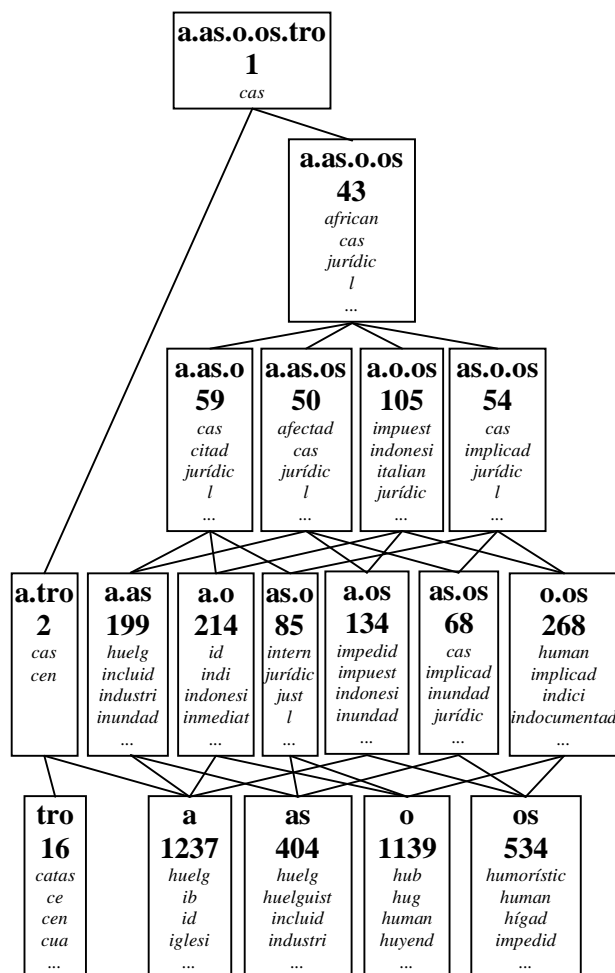 a.as.o.os.tro
1
cas
a.as.o.os
43
african
cas
jurídic
l
...
a.as.o
59
cas
citad
jurídic
l
...
a.as.os
50
afectad
cas
jurídic
l
...
a.o.os
105
impuest
indonesi
italian
jurídic
...
as.o.os
54
cas
implicad
jurídic
l
...
a.tro
2
cas
cen
a.as
199
huelg
incluid
industri
inundad
...
a.o
214
id
indi
indonesi
inmediat
...
as.o
85
intern
jurídic
just
l
...
a.os
134
impedid
impuest
indonesi
inundad
...
as.os
68
cas
implicad
inundad
jurídic
...
o.os
268
human
implicad
indici
indocumentad
...
tro
16
catas
ce
cen
cua
...
a
1237
huelg
ib
id
iglesi
...
as
404
huelg
huelguist
incluid
industri
...
o
1139
hub
hug
human
huyend
...
os
534
humorístic
human
hígad
impedid
...